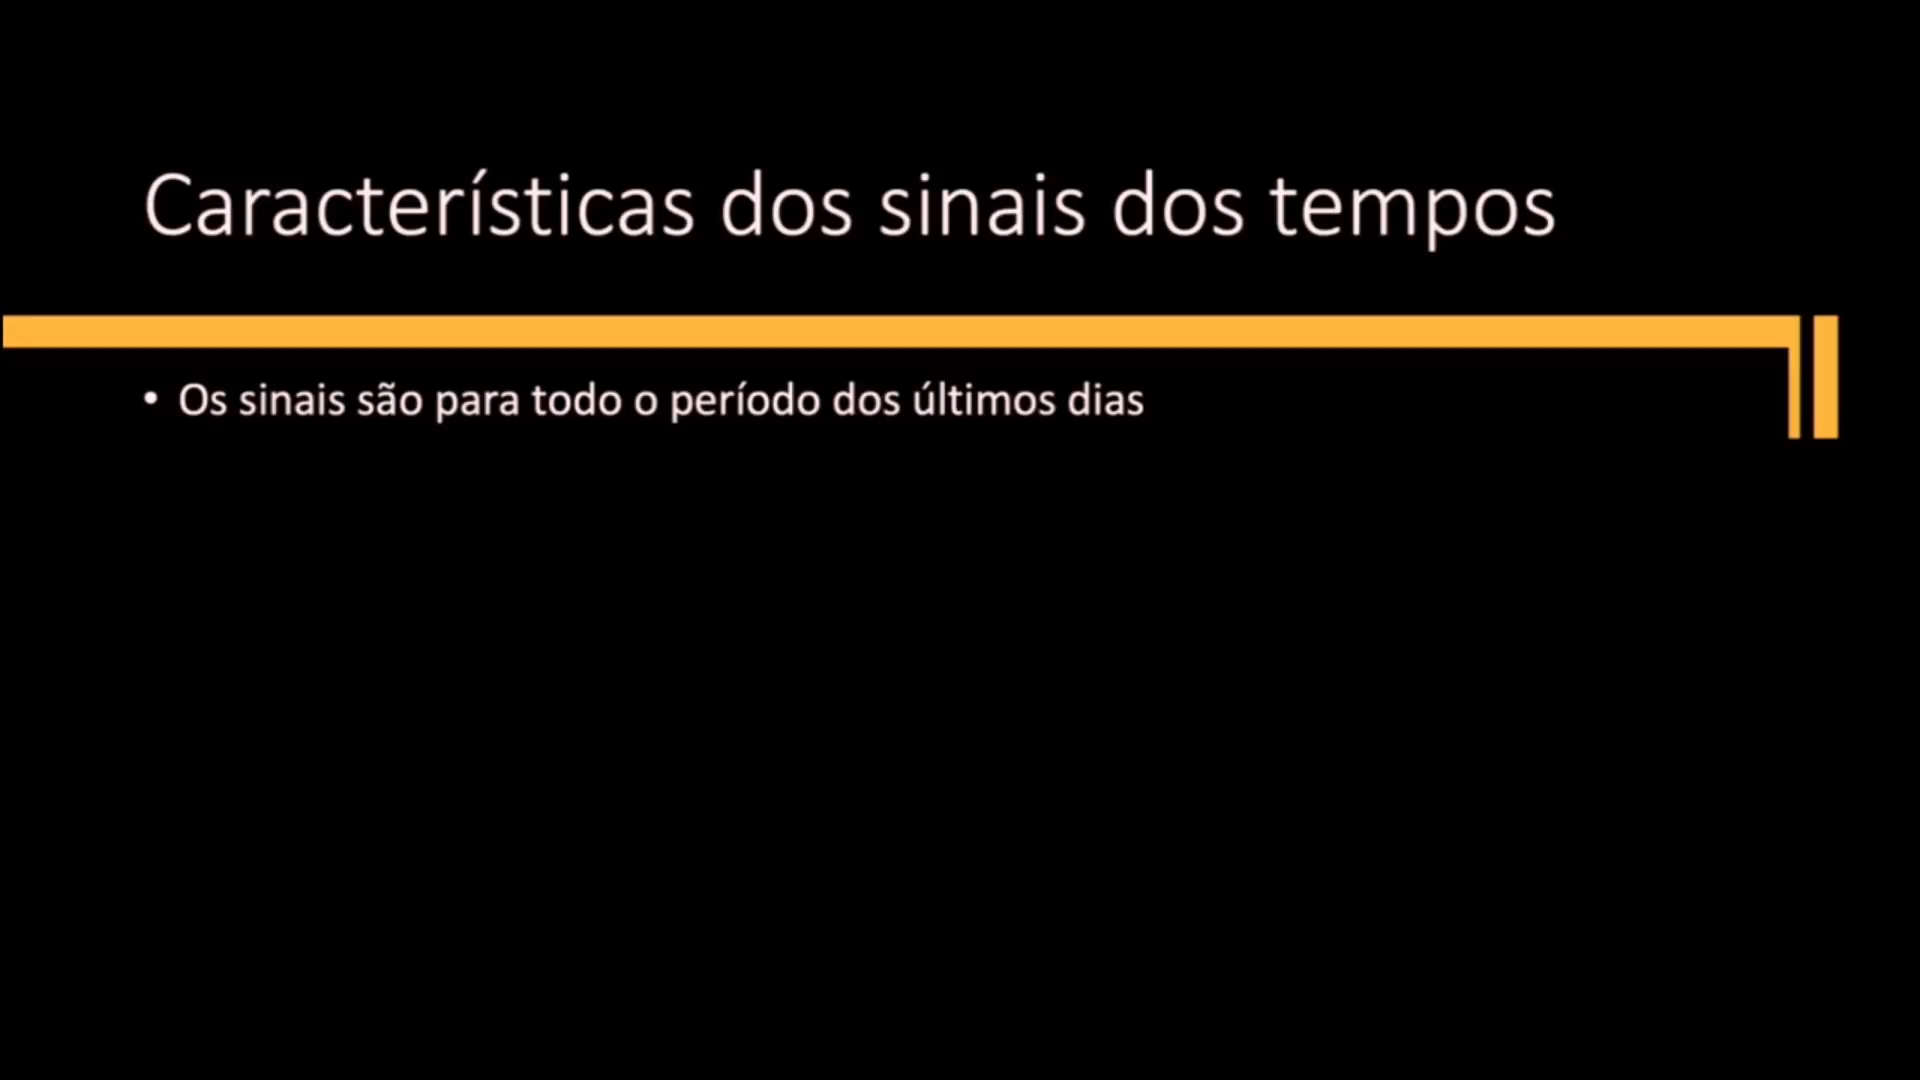 Características dos sinais dos tempos
• Os sinais são para todo o período dos últimos dias